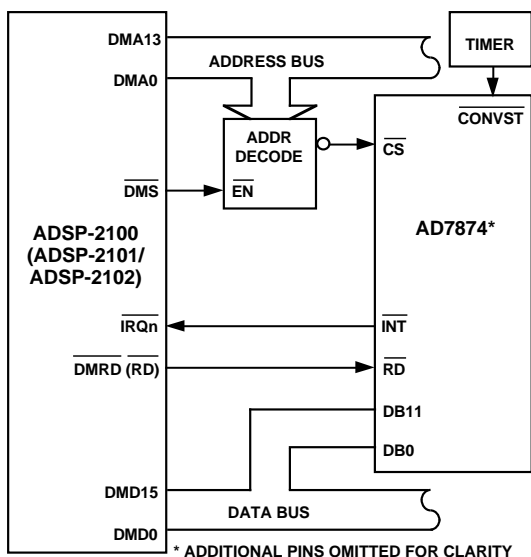 DMA13
ADDRESS BUS
DMA0
TIMER
CONVST
ADDR
DECODE
CS
DMS
EN
ADSP-2100
(ADSP-2101/
ADSP-2102)
AD7874*
IRQn
INT
DMRD (RD)
RD
DB11
DB0
DMD15
DATA BUS
DMD0
* ADDITIONAL PINS OMITTED FOR CLARITY